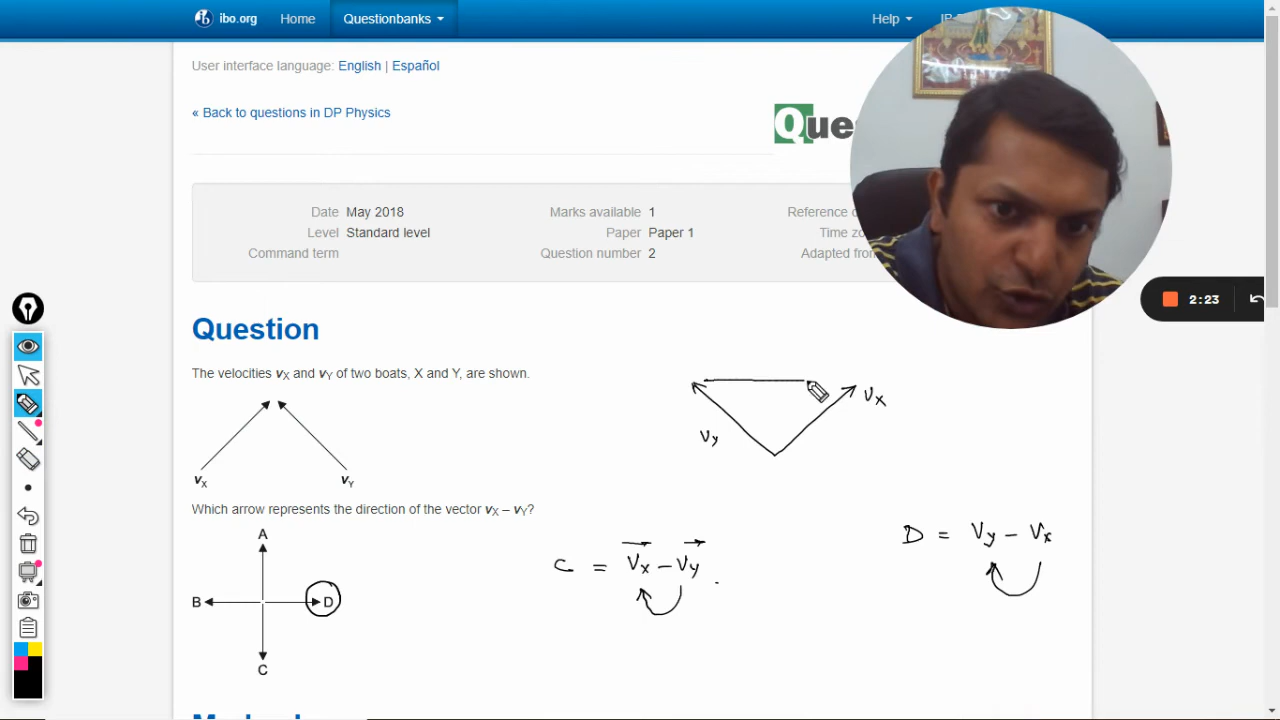 ibo.org Home Questionbanks Help
User interface language: English | Español
« Back to questions in DP Physics
Que
Date May 2018 Marks available 1 Reference
Level Standard level Paper Paper 1 Time
Command term Question number 2 Adapted
2:23
Question
The velocities vX and vY of two boats, X and Y, are shown.
vX
vY
vX vY
Which arrow represents the direction of the vector vX – vY?
A
B D
C
C = Vx – Vy
D = Vy – Vx